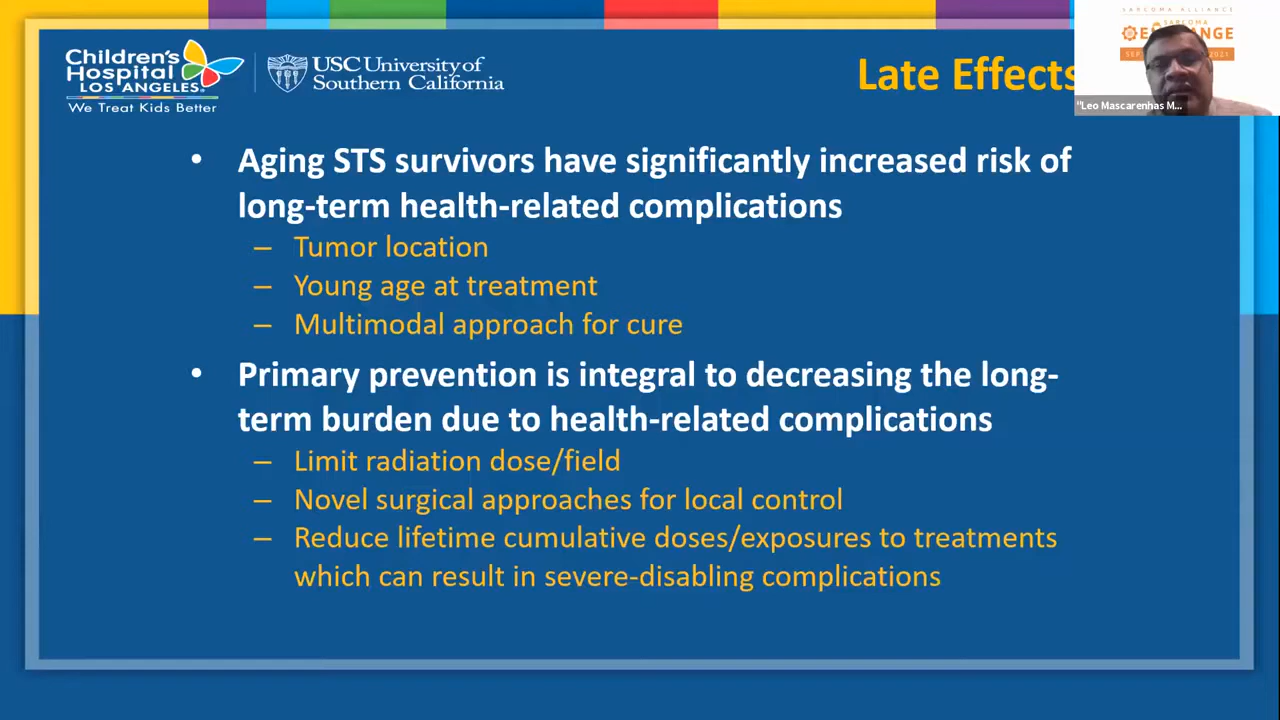 Children's
Hospital
LOS ANGELES
We Treat Kids Better
USC University of
Southern California
Late Effects
SARCOMA ALLIANCE
SARCOMA
"Leo Mascarenhas M...
• Aging STS survivors have significantly increased risk of
long-term health-related complications
– Tumor location
– Young age at treatment
– Multimodal approach for cure
• Primary prevention is integral to decreasing the long-
term burden due to health-related complications
– Limit radiation dose/field
– Novel surgical approaches for local control
– Reduce lifetime cumulative doses/exposures to treatments
which can result in severe-disabling complications